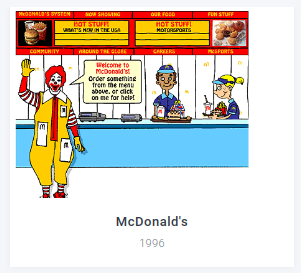 McDONALD'S SYSTEM NOW SHOWING OUR FOOD FUN STUFF
HOT STUFF! HOT STUFF!
WHAT'S NEW IN THE USA MOTORSPORTS
COMMUNITY AROUND THE GLOBE CAREERS McSPORTS
Welcome to
McDonald's!
Order something
from the menu
above, or click
on me for help!
McDonald's
1996